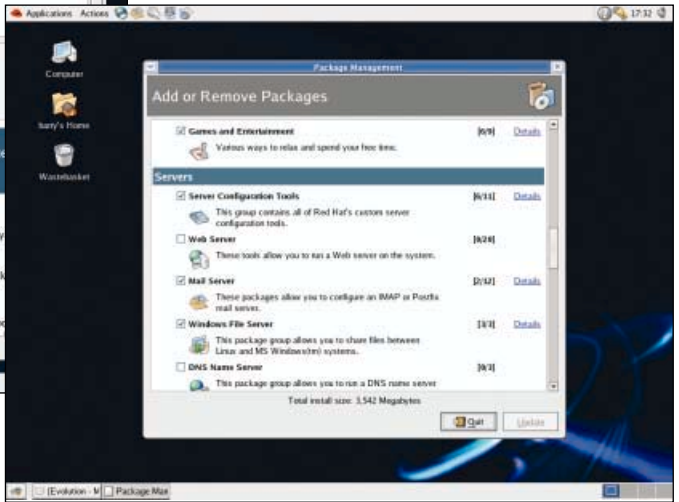 Applications Actions
17:32
Computer
barry's Home
Wastebasket
Package Management
Add or Remove Packages
Games and Entertainment [6/9] Details
Various ways to relax and spend your free time.
Servers
Server Configuration Tools [6/11] Details
This group contains all of Red Hat's custom server
configuration tools.
Web Server [0/20]
These tools allow you to run a Web server on the system.
Mail Server [2/12] Details
These packages allow you to configure an IMAP or Postfix
mail server.
Windows File Server [3/3] Details
This package group allows you to share files between
Linux and MS Windows(tm) systems.
DNS Name Server [0/2]
This package group allows you to run a DNS name server
Total install size: 3,542 Megabytes
Quit Update
[Evolution - M Package Man